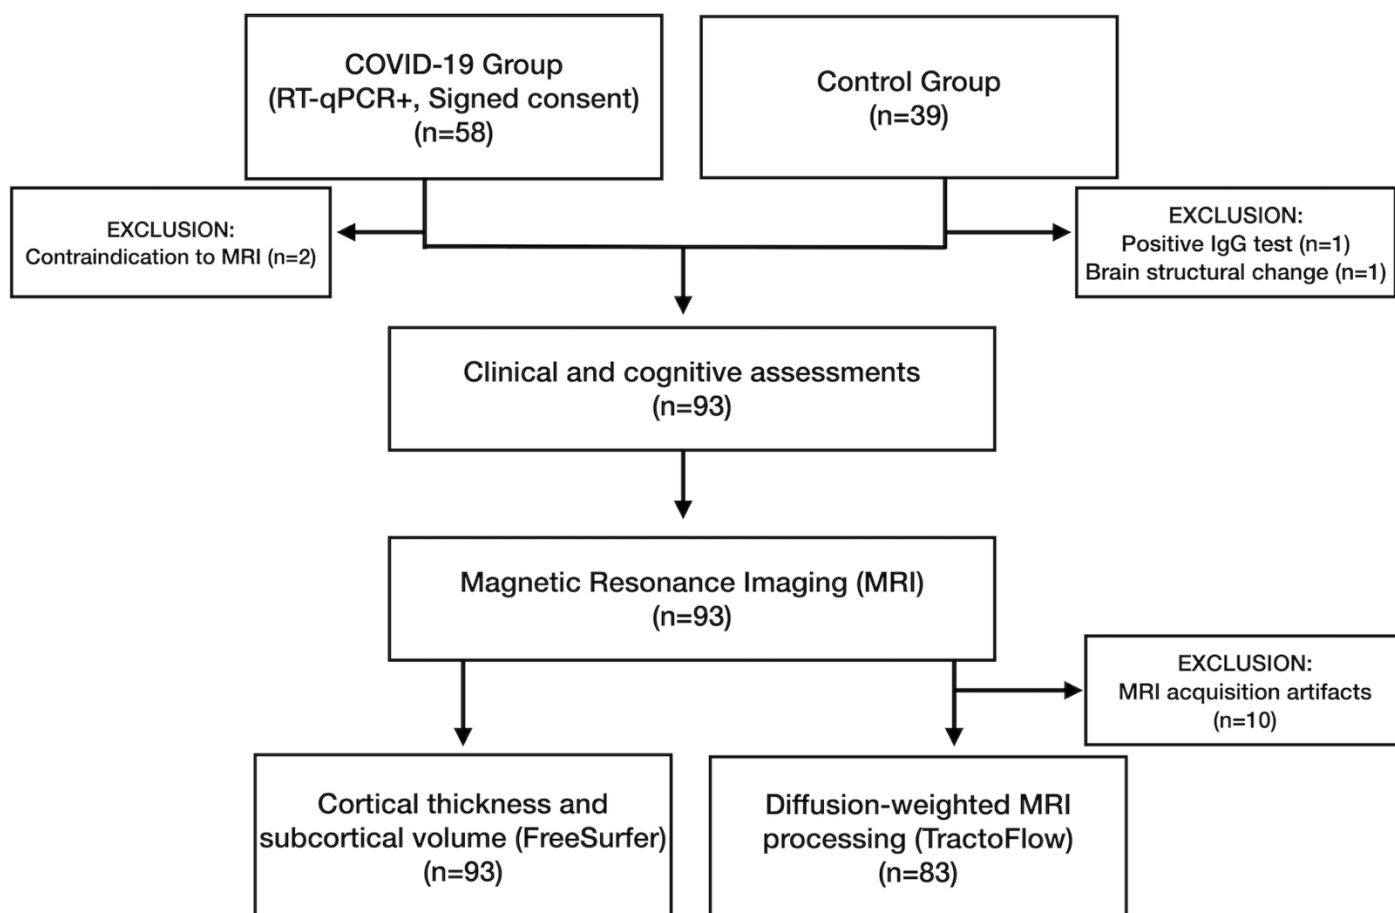 COVID-19 Group
(RT-qPCR+, Signed consent)
(n=58)
Control Group
(n=39)
EXCLUSION:
Contraindication to MRI (n=2)
EXCLUSION:
Positive IgG test (n=1)
Brain structural change (n=1)
Clinical and cognitive assessments
(n=93)
Magnetic Resonance Imaging (MRI)
(n=93)
EXCLUSION:
MRI acquisition artifacts
(n=10)
Cortical thickness and
subcortical volume (FreeSurfer)
(n=93)
Diffusion-weighted MRI
processing (TractoFlow)
(n=83)